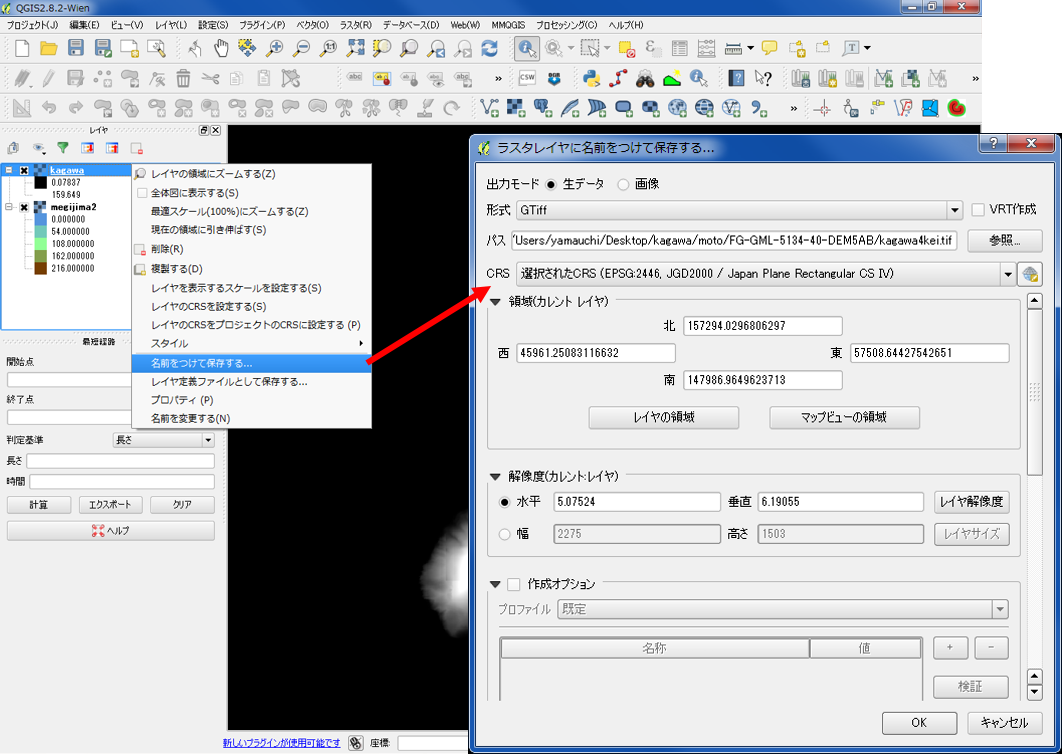 QGIS2.8.2-Wien
プロジェクト(J) 編集(E) ビュー(V) レイヤ(L) 設定(S) プラグイン(P) ベクタ(O) ラスタ(R) データベース(D) Web(W) MMQGIS プロセッシング(C) ヘルプ(H)
レイヤ
kagawa
0.07837
159.649
megijima2
0.000000
54.000000
108.000000
162.000000
216.000000
レイヤの領域にズームする(Z)
全体図に表示する(S)
最適スケール(100%)にズームする(Z)
現在の領域に引き伸ばす(S)
削除(R)
複製する(D)
レイヤを表示するスケールを設定する(S)
レイヤのCRSを設定する(S)
レイヤのCRSをプロジェクトのCRSに設定する (P)
スタイル
名前をつけて保存する...
レイヤ定義ファイルとして保存する...
プロパティ (P)
名前を変更する(N)
最短経路
開始点
終了点
判定基準 長さ
長さ
時間
計算 エクスポート クリア
ヘルプ
新しいプラグインが使用可能です 座標:
ラスタレイヤに名前をつけて保存する...
出力モード 生データ 画像
形式 GTiff VRT作成
パス 'Users/yamauchi/Desktop/kagawa/moto/FG-GML-5134-40-DEM5AB/kagawa4kei.tif 参照...
CRS 選択されたCRS (EPSG:2446, JGD2000 / Japan Plane Rectangular CS IV)
領域(カレント レイヤ)
北 157294.0296806297
西 45961.25083116632 東 57508.64427542651
南 147986.9649623713
レイヤの領域 マップビューの領域
解像度(カレント:レイヤ)
水平 5.07524 垂直 6.19055 レイヤ解像度
幅 2275 高さ 1503 レイヤサイズ
作成オプション
プロファイル 既定
名称 値 + -
検証
OK キャンセル